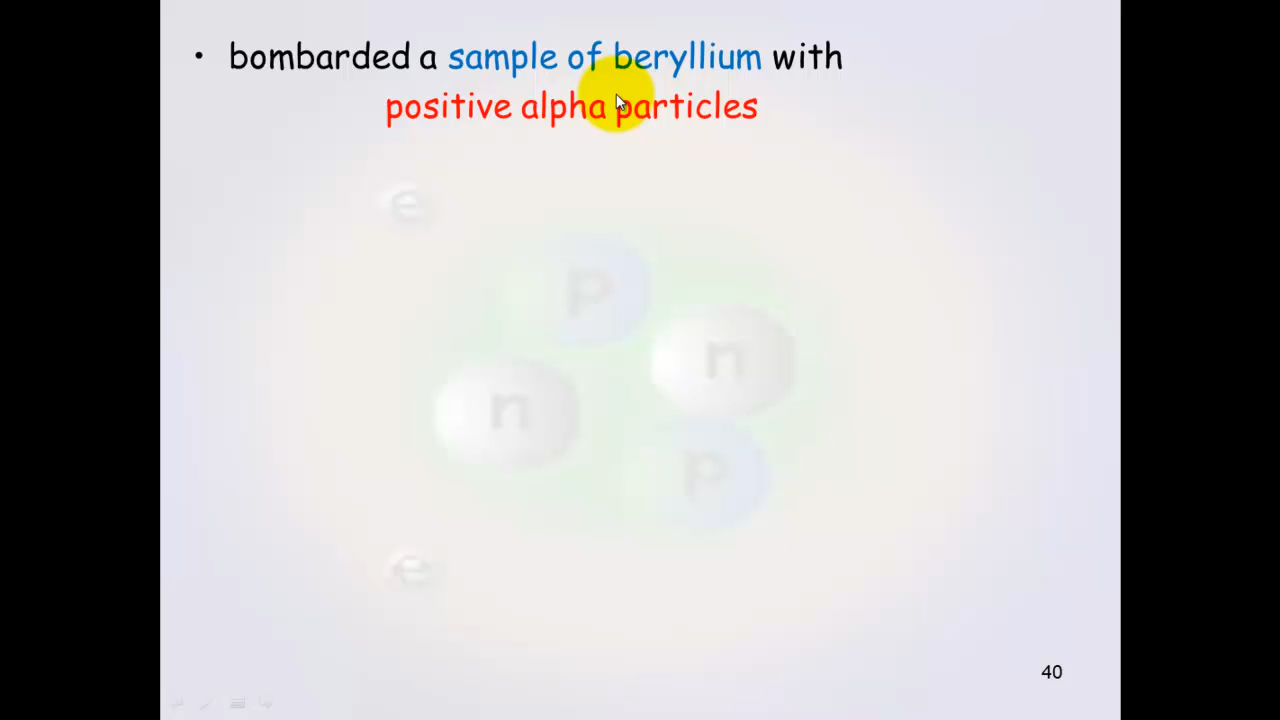 • bombarded a sample of beryllium with
positive alpha particles
e
p
n
n
p
e
40